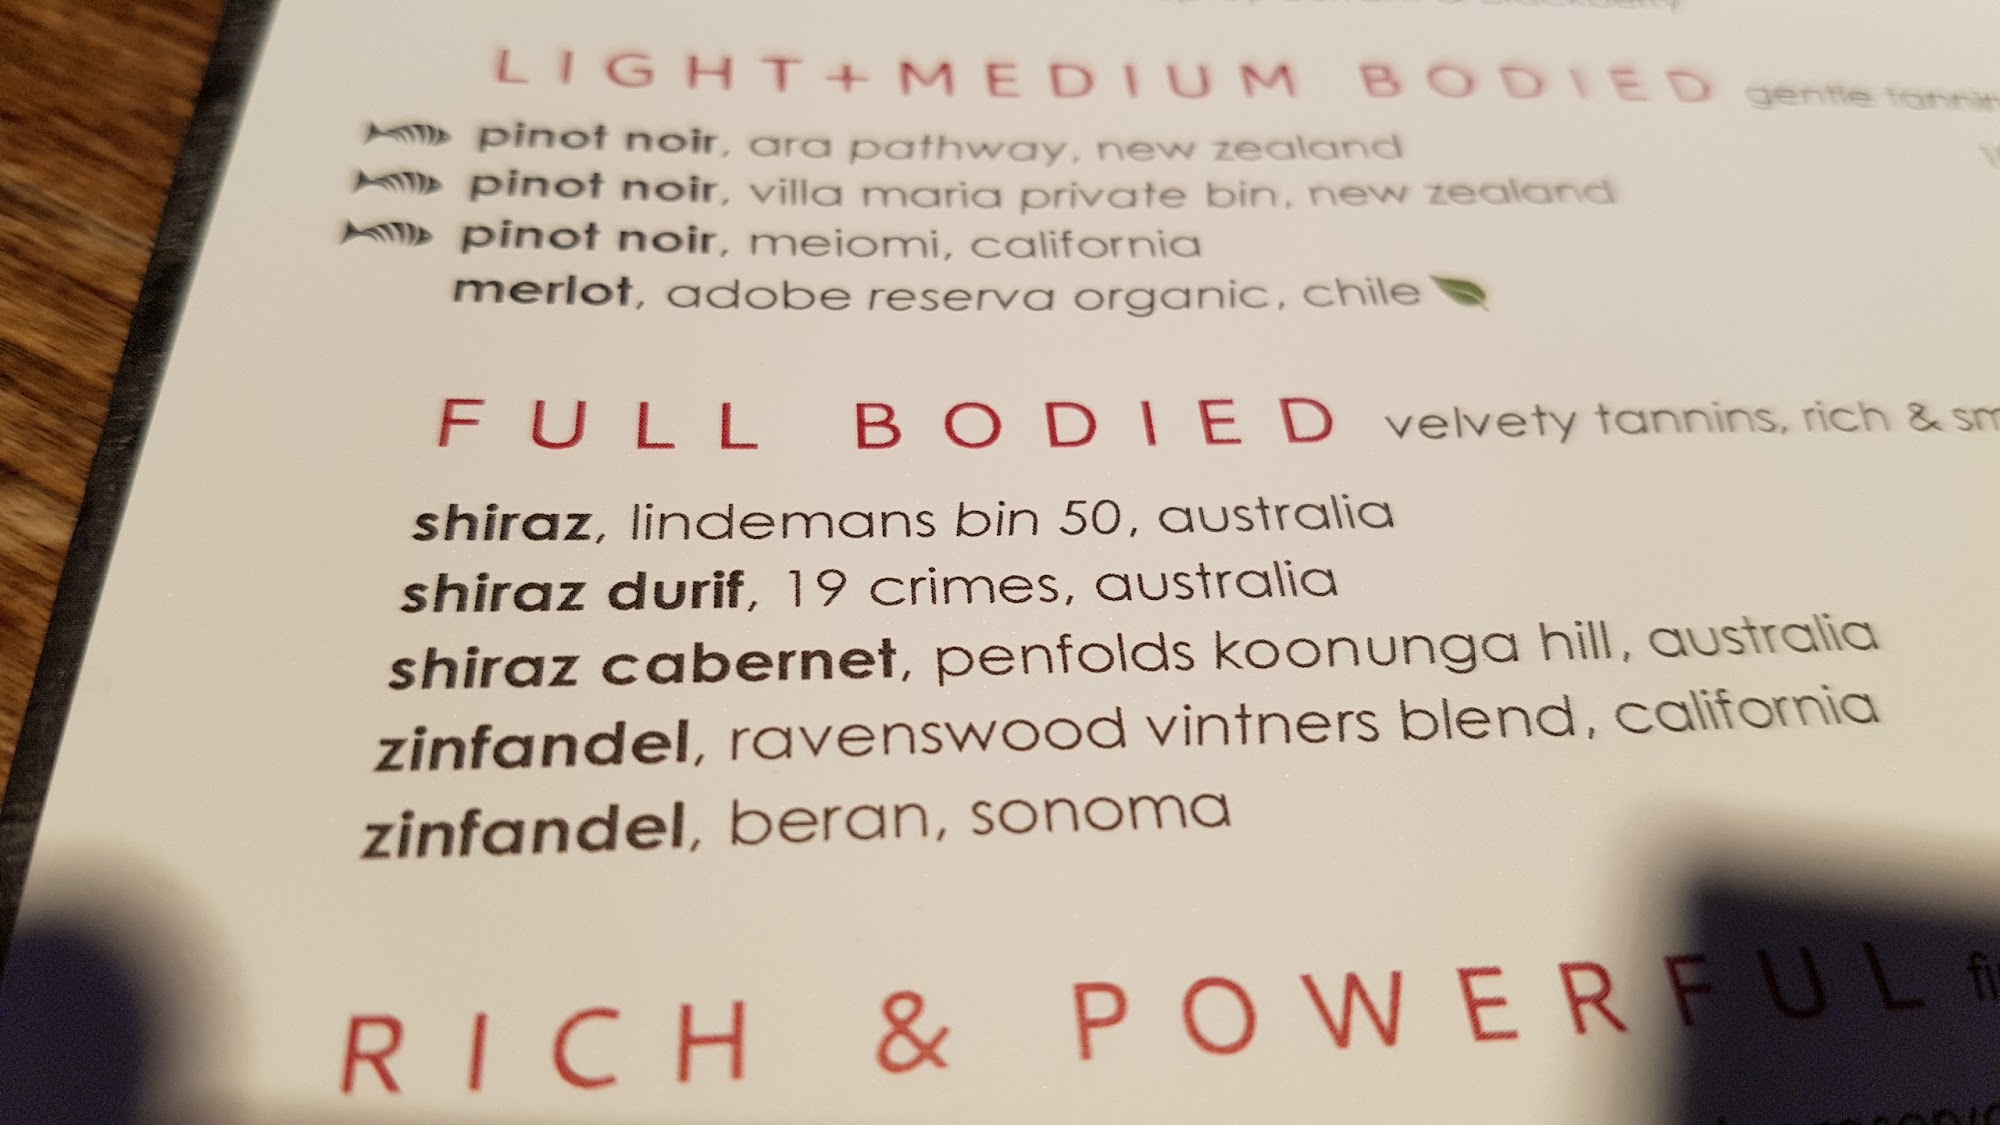 LIGHT+MEDIUM BODIED gentle
pinot noir, ara pathway, new zealand
pinot noir, villa maria private bin, new zealand
pinot noir, meiomi, california
merlot, adobe reserva organic, chile
FULL BODIED velvety tannins, rich & sm
shiraz, lindemans bin 50, australia
shiraz durif, 19 crimes, australia
shiraz cabernet, penfolds koonunga hill, australia
zinfandel, ravenswood vintners blend, california
zinfandel, beran, sonoma
RICH & POWERFUL